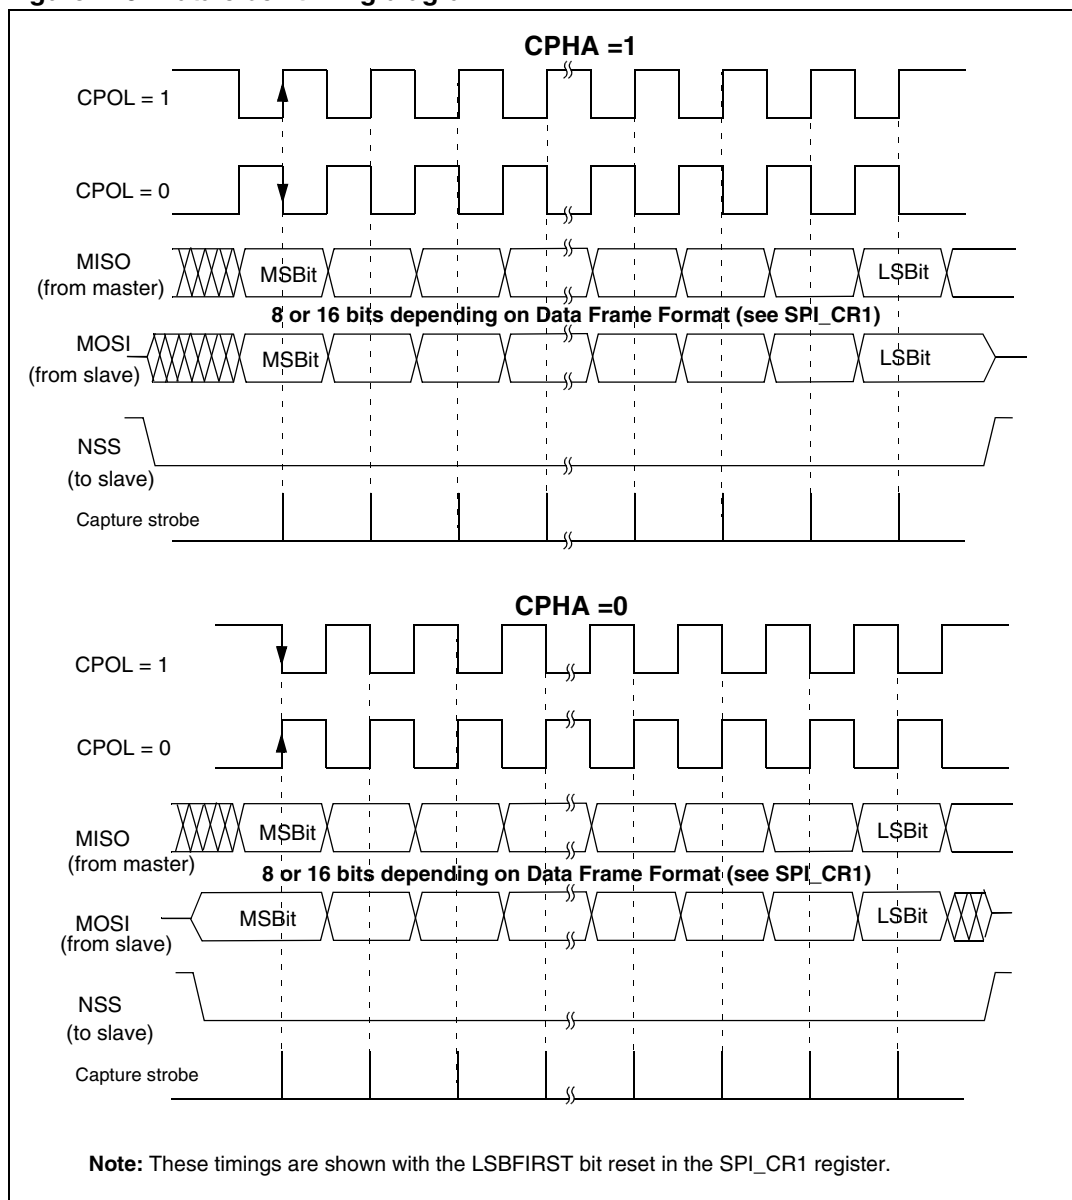 CPHA =1
CPOL = 1
CPOL = 0
MISO
(from master)
MSBit
LSBit
8 or 16 bits depending on Data Frame Format (see SPI_CR1)
MOSI
(from slave)
MSBit
LSBit
NSS
(to slave)
Capture strobe
CPHA =0
CPOL = 1
CPOL = 0
MISO
(from master)
MSBit
LSBit
8 or 16 bits depending on Data Frame Format (see SPI_CR1)
MOSI
(from slave)
MSBit
LSBit
NSS
(to slave)
Capture strobe
Note: These timings are shown with the LSBFIRST bit reset in the SPI_CR1 register.